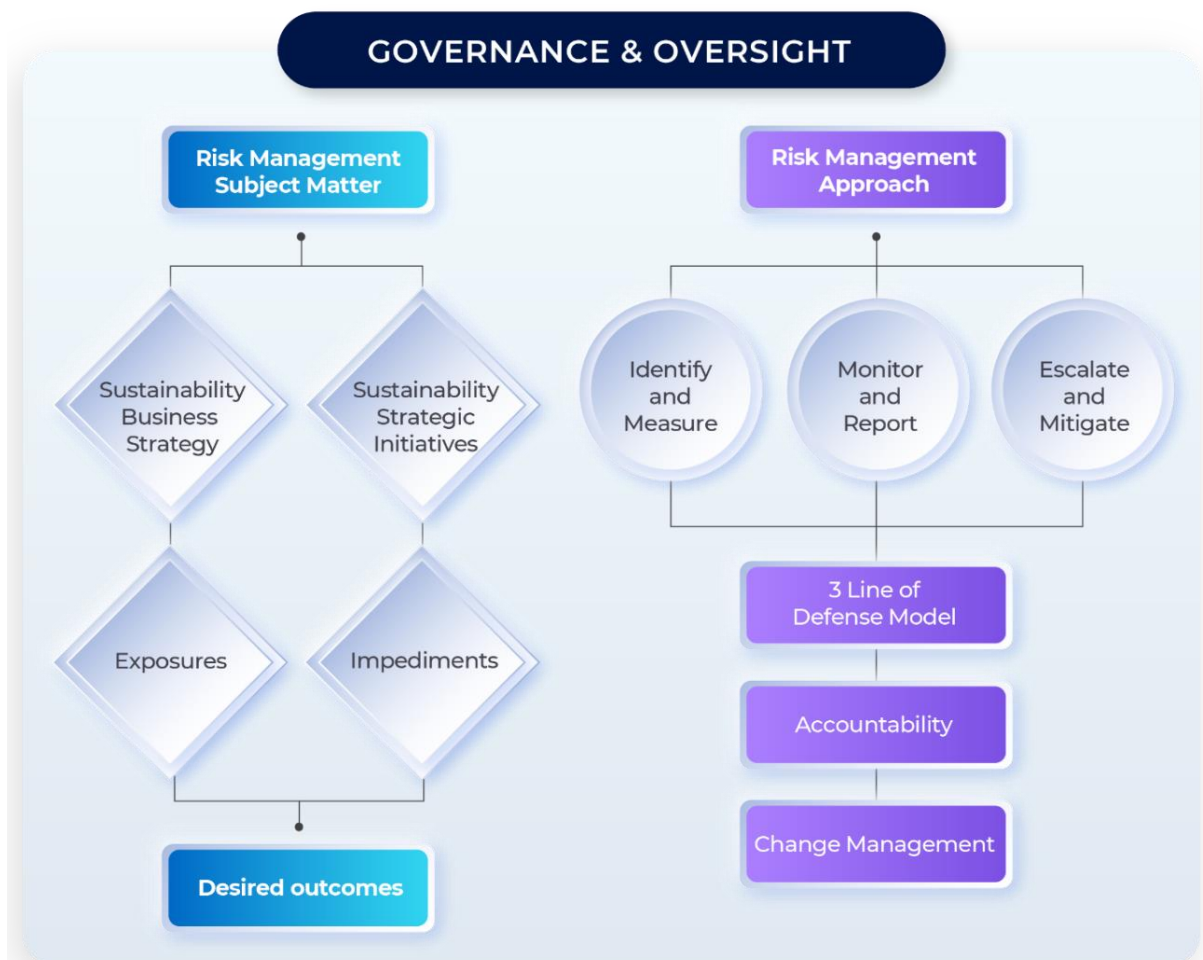 GOVERNANCE & OVERSIGHT
Risk Management
Subject Matter
Sustainability
Business
Strategy
Sustainability
Strategic
Initiatives
Exposures
Impediments
Desired outcomes
Risk Management
Approach
Identify
and
Measure
Monitor
and
Report
Escalate
and
Mitigate
3 Line of
Defense Model
Accountability
Change Management